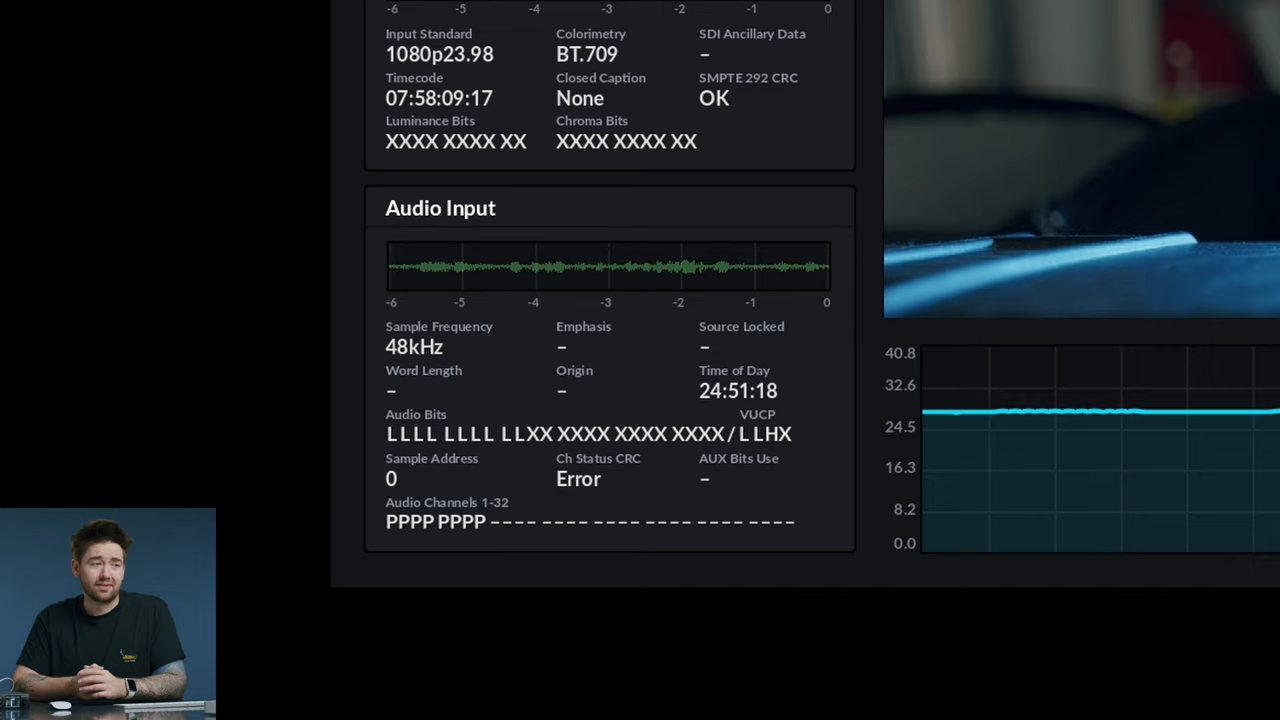 -6 -5 -4 -3 -2 -1 0
Input Standard Colorimetry SDI Ancillary Data
1080p23.98 BT.709 –
Timecode Closed Caption SMPTE 292 CRC
07:58:09:17 None OK
Luminance Bits Chroma Bits
XXXX XXXX XX XXXX XXXX XX
Audio Input
-6 -5 -4 -3 -2 -1 0
Sample Frequency Emphasis Source Locked
48kHz – –
Word Length Origin Time of Day
– – 24:51:18
Audio Bits VUCP
LLLL LLLL LLXX XXXX XXXX XXXX / LLHX
Sample Address Ch Status CRC AUX Bits Use
0 Error –
Audio Channels 1-32
PPPP PPPP –––– –––– –––– –––– –––– ––––
40.8
32.6
24.5
16.3
8.2
0.0